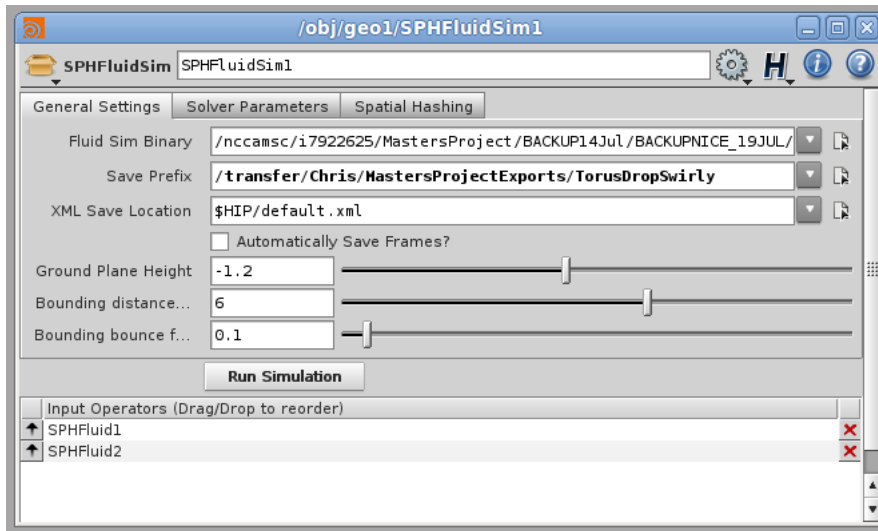 /obj/geo1/SPHFluidSim1
SPHFluidSim SPHFluidSim1
General Settings Solver Parameters Spatial Hashing
Fluid Sim Binary /nccamsc/i7922625/MastersProject/BACKUP14Jul/BACKUPNICE_19JUL/
Save Prefix /transfer/Chris/MastersProjectExports/TorusDropSwirly
XML Save Location $HIP/default.xml
Automatically Save Frames?
Ground Plane Height -1.2
Bounding distance... 6
Bounding bounce f... 0.1
Run Simulation
Input Operators (Drag/Drop to reorder)
SPHFluid1
SPHFluid2